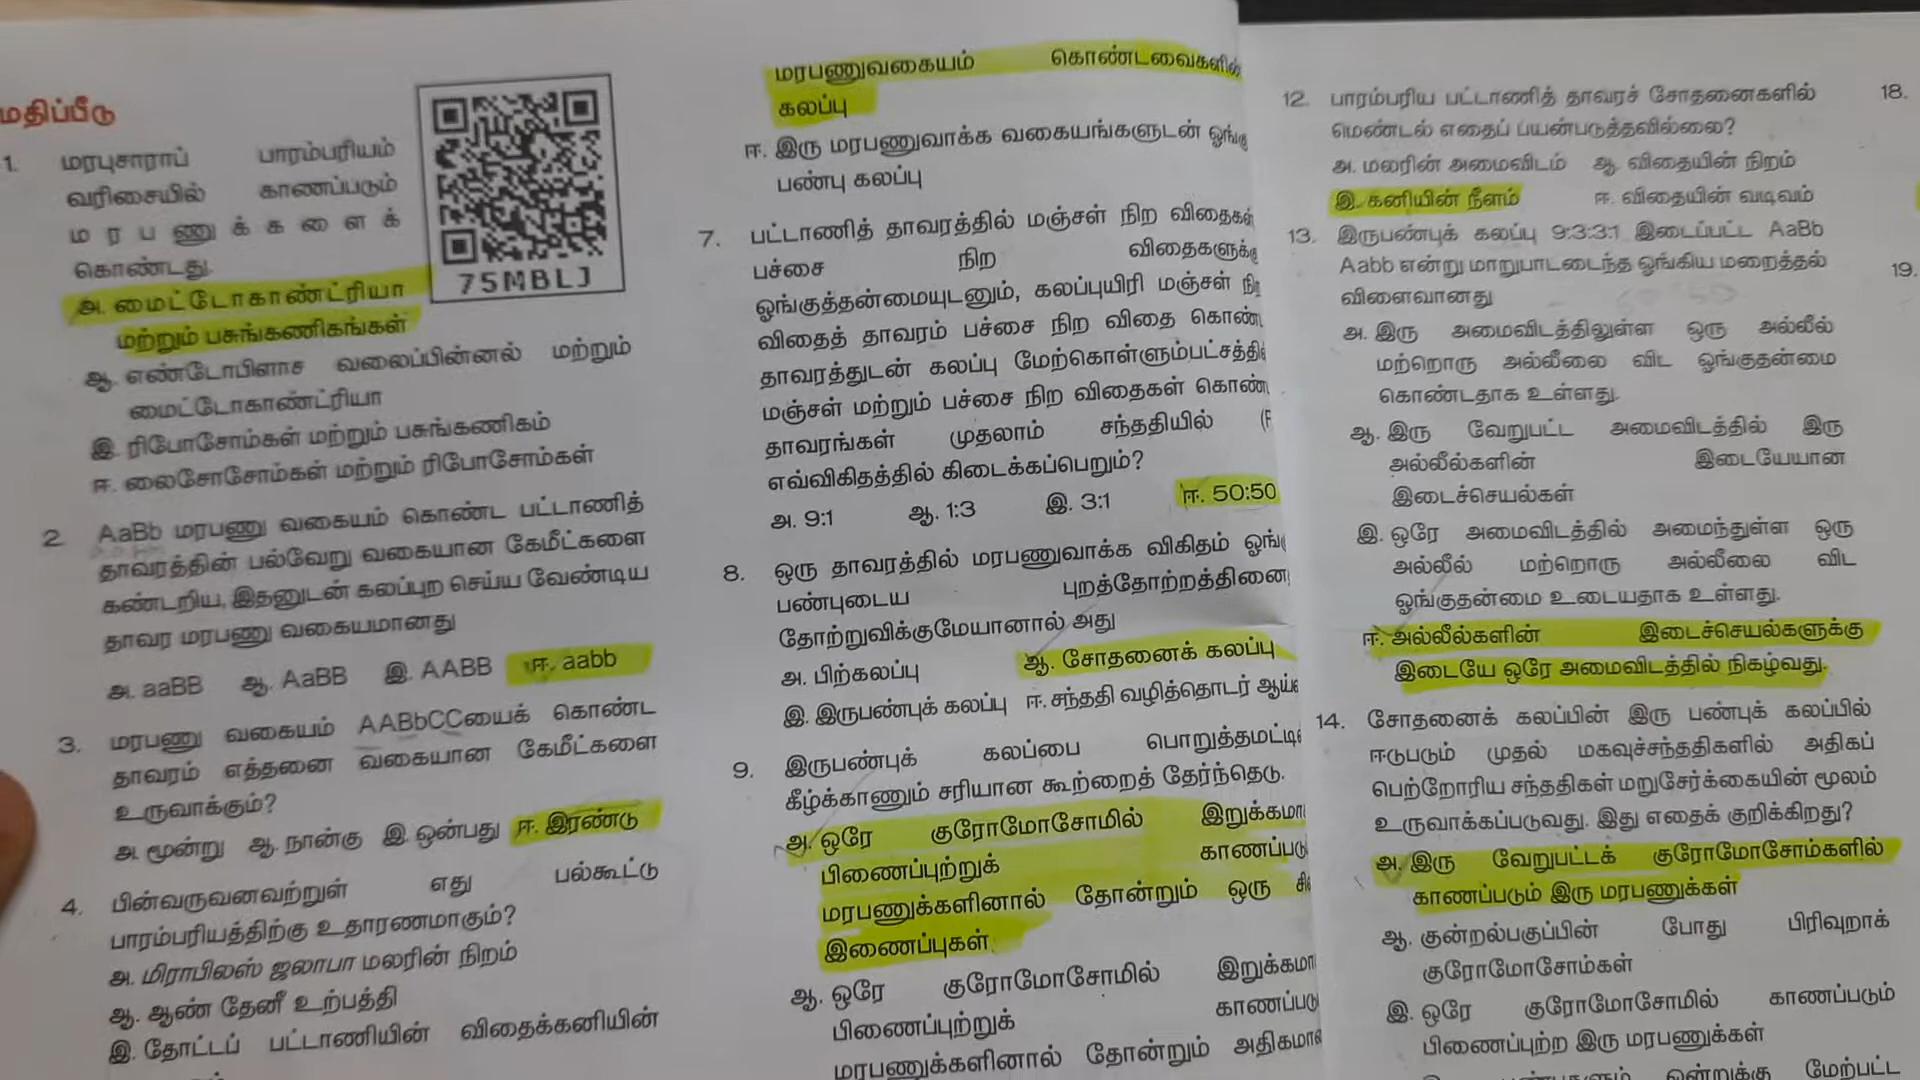 மதிப்பீடு
1. மரபுசாராப் பாரம்பரியம்
வரிசையில் காணப்படும்
மரபணுக்களைக்
கொண்டது.
அ. மைட்டோகாண்ட்ரியா
மற்றும் பசுங்கணிகங்கள்
ஆ. எண்டோபிளாச வலைப்பின்னல் மற்றும்
மைட்டோகாண்ட்ரியா
இ. ரிபோசோம்கள் மற்றும் பசுங்கணிகம்
ஈ. லைசோசோம்கள் மற்றும் ரிபோசோம்கள்
75MBLJ
2. AaBb மரபணு வகையம் கொண்ட பட்டாணித்
தாவரத்தின் பல்வேறு வகையான கேமீட்களை
கண்டறிய, இதனுடன் கலப்புற செய்ய வேண்டிய
தாவர மரபணு வகையமானது
அ. aaBB ஆ. AaBB இ. AABB ஈ. aabb
3. மரபணு வகையம் AABbCCயைக் கொண்ட
தாவரம் எத்தனை வகையான கேமீட்களை
உருவாக்கும்?
அ. மூன்று ஆ. நான்கு இ. ஒன்பது ஈ. இரண்டு
4. பின்வருவனவற்றுள் எது பல்கூட்டு
பாரம்பரியத்திற்கு உதாரணமாகும்?
அ. மிராபிலஸ் ஜலாபா மலரின் நிறம்
ஆ. ஆண் தேனீ உற்பத்தி
இ. தோட்டப் பட்டாணியின் விதைக்கனியின்
மரபணுவகையம் கொண்டவைகளின்
கலப்பு
ஈ. இரு மரபணுவாக்க வகையங்களுடன் ஓங்கு
பண்பு கலப்பு
7. பட்டாணித் தாவரத்தில் மஞ்சள் நிற விதைகள்
பச்சை நிற விதைகளுக்கு
ஓங்குத்தன்மையுடனும், கலப்புயிரி மஞ்சள் நிற
விதைத் தாவரம் பச்சை நிற விதை கொண்ட
தாவரத்துடன் கலப்பு மேற்கொள்ளும்பட்சத்தில்
மஞ்சள் மற்றும் பச்சை நிற விதைகள் கொண்ட
தாவரங்கள் முதலாம் சந்ததியில் (F
எவ்விகிதத்தில் கிடைக்கப்பெறும்?
அ. 9:1 ஆ. 1:3 இ. 3:1 ஈ. 50:50
8. ஒரு தாவரத்தில் மரபணுவாக்க விகிதம் ஓங்கு
பண்புடைய புறத்தோற்றத்தினை
தோற்றுவிக்குமேயானால் அது
அ. பிற்கலப்பு ஆ. சோதனைக் கலப்பு
இ. இருபண்புக் கலப்பு ஈ. சந்ததி வழித்தொடர்
9. இருபண்புக் கலப்பை பொறுத்தமட்டில்
கீழ்க்காணும் சரியான கூற்றைத் தேர்ந்தெடு.
அ. ஒரே குரோமோசோமில் இறுக்கமா
பிணைப்புற்றுக் காணப்படு
மரபணுக்களினால் தோன்றும் ஒரு சில
இணைப்புகள்.
ஆ. ஒரே குரோமோசோமில் இறுக்கமா
பிணைப்புற்றுக் காணப்படு
மரபணுக்களினால் தோன்றும் அதிகமான
12. பாரம்பரிய பட்டாணித் தாவரச் சோதனைகளில்
மெண்டல் எதைப் பயன்படுத்தவில்லை?
அ. மலரின் அமைவிடம் ஆ. விதையின் நிறம்
இ. கனியின் நீளம் ஈ. விதையின் வடிவம்
13. இருபண்புக் கலப்பு 9:3:3:1 இடைப்பட்ட AaBb
Aabb என்று மாறுபாடடைந்த ஓங்கிய மறைத்தல்
விளைவானது
அ. இரு அமைவிடத்திலுள்ள ஒரு அல்லீல்
மற்றொரு அல்லீலை விட ஓங்குதன்மை
கொண்டதாக உள்ளது.
ஆ. இரு வேறுபட்ட அமைவிடத்தில் இரு
அல்லீல்களின் இடையேயான
இடைச்செயல்கள்
இ. ஒரே அமைவிடத்தில் அமைந்துள்ள ஒரு
அல்லீல் மற்றொரு அல்லீலை விட
ஓங்குதன்மை உடையதாக உள்ளது.
ஈ. அல்லீல்களின் இடைச்செயல்களுக்கு
இடையே ஒரே அமைவிடத்தில் நிகழ்வது.
14. சோதனைக் கலப்பின் இரு பண்புக் கலப்பில்
ஈடுபடும் முதல் மகவுச்சந்ததிகளில் அதிகப்
பெற்றோரிய சந்ததிகள் மறுசேர்க்கையின் மூலம்
உருவாக்கப்படுவது. இது எதைக் குறிக்கிறது?
அ. இரு வேறுபட்டக் குரோமோசோம்களில்
காணப்படும் இரு மரபணுக்கள்
ஆ. குன்றல்பகுப்பின் போது பிரிவுறாக்
குரோமோசோம்கள்
இ. ஒரே குரோமோசோமில் காணப்படும்
பிணைப்புற்ற இரு மரபணுக்கள்
ஒன்றுக்கு மேற்பட்ட
18.
19.